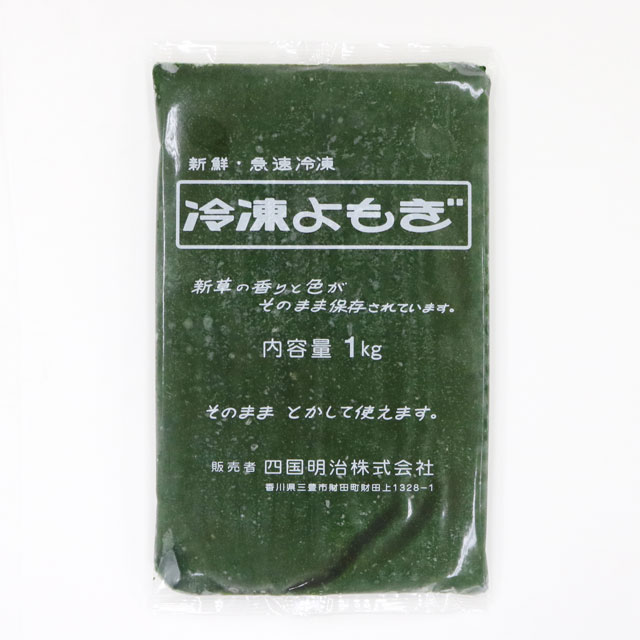 新鮮・急速冷凍
冷凍よもぎ
新草の香りと色が
そのまま保存されています。
内容量 1kg
そのまま とかして使えます。
販売者 四国明治株式会社
香川県三豊市財田町財田上1328-1